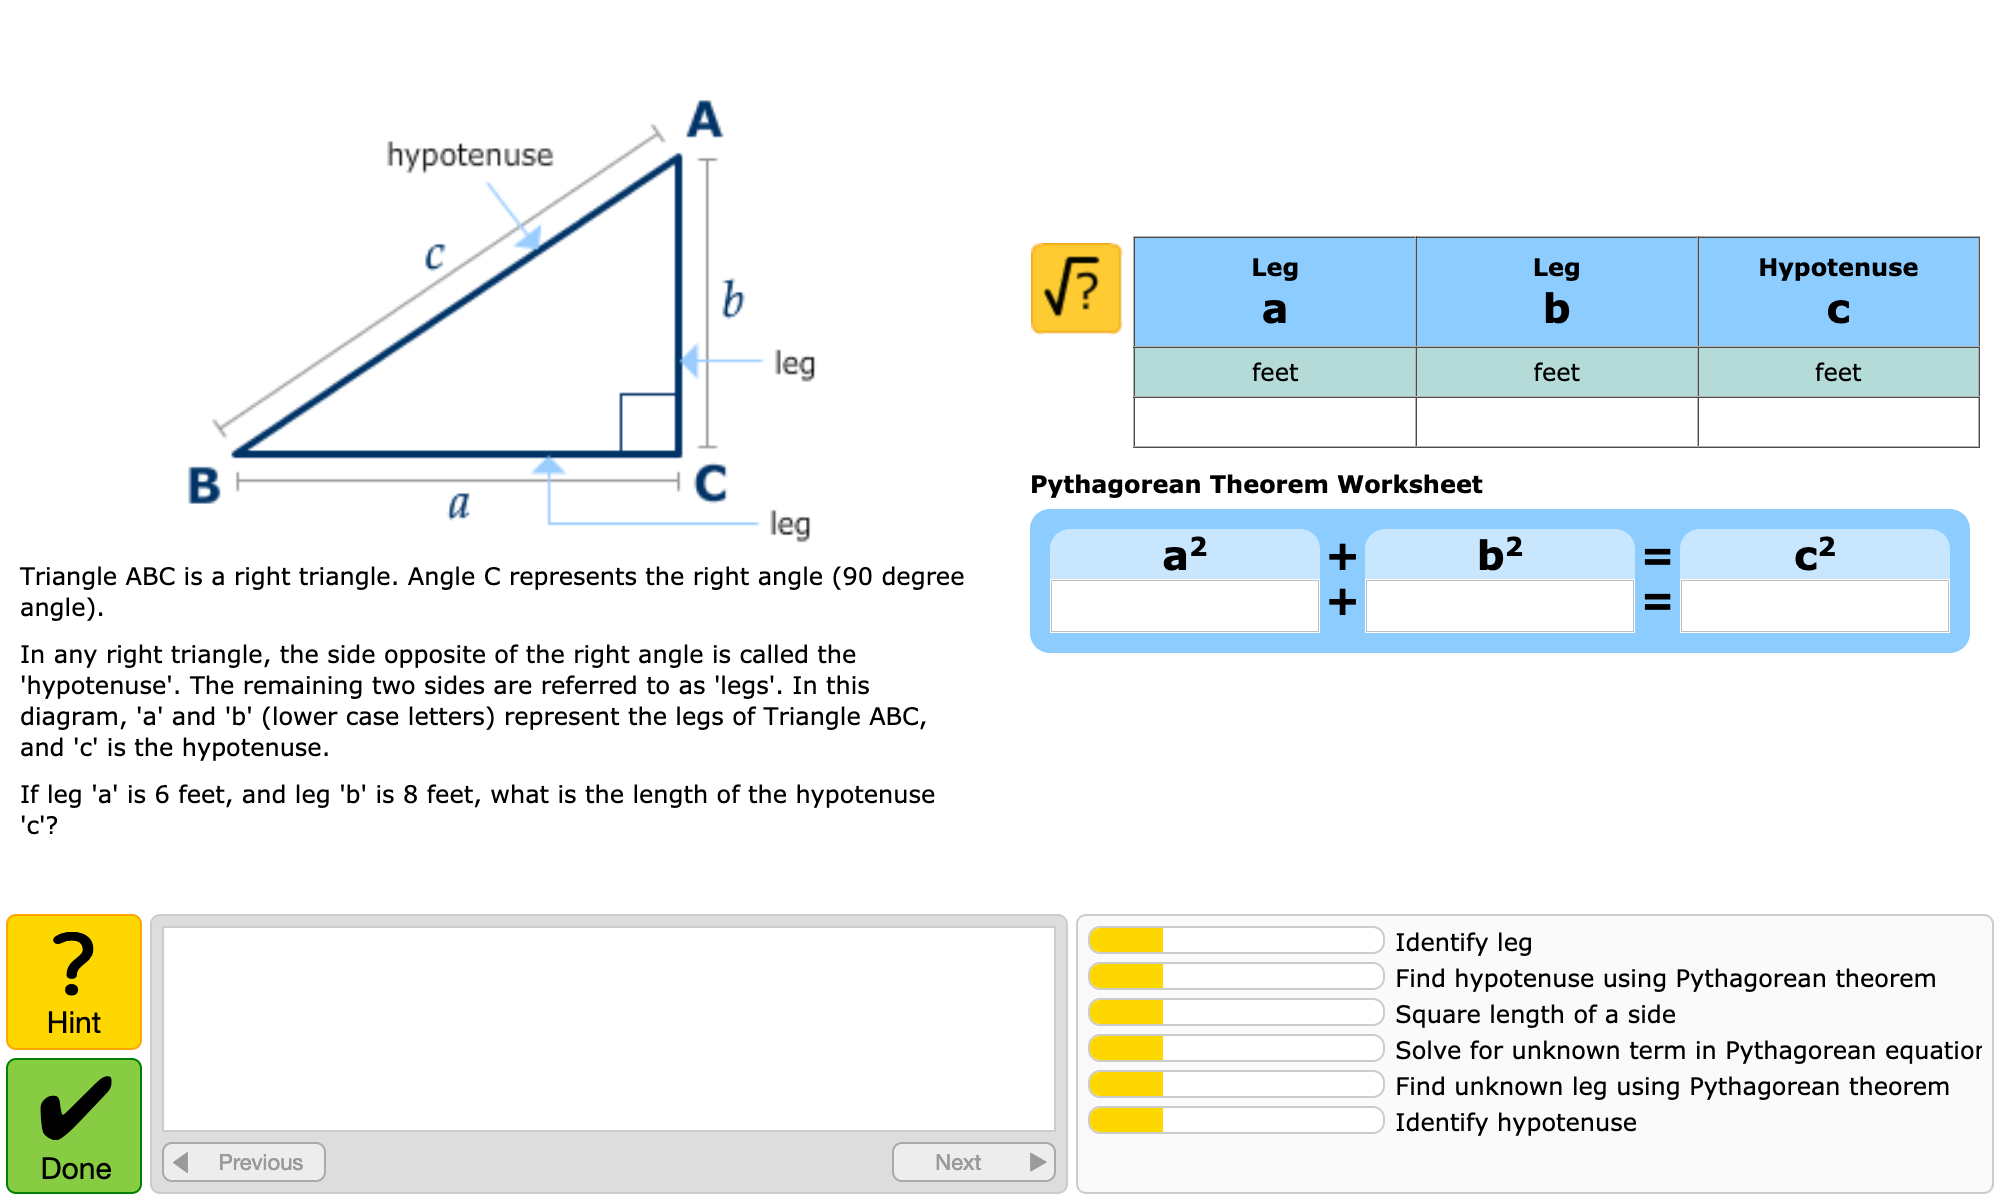 A
hypotenuse
c
b
leg
B
C
a
leg
Triangle ABC is a right triangle. Angle C represents the right angle (90 degree
angle).
In any right triangle, the side opposite of the right angle is called the
'hypotenuse'. The remaining two sides are referred to as 'legs'. In this
diagram, 'a' and 'b' (lower case letters) represent the legs of Triangle ABC,
and 'c' is the hypotenuse.
If leg 'a' is 6 feet, and leg 'b' is 8 feet, what is the length of the hypotenuse
'c'?
√?
Leg Leg Hypotenuse
a b c
feet feet feet
Pythagorean Theorem Worksheet
a² + b² = c²
+ =
? 
Hint
✔
Done
Previous Next
Identify leg
Find hypotenuse using Pythagorean theorem
Square length of a side
Solve for unknown term in Pythagorean equation
Find unknown leg using Pythagorean theorem
Identify hypotenuse